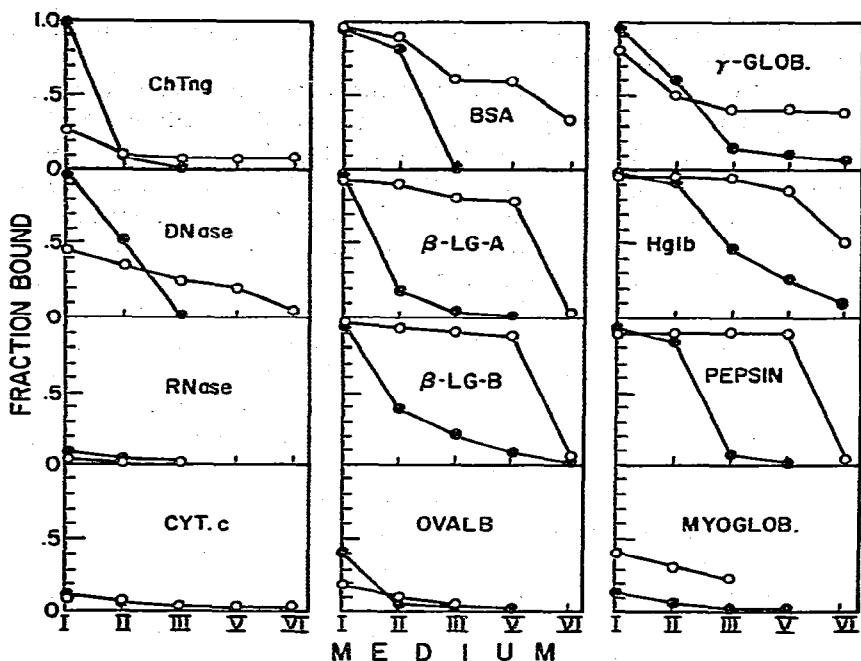 FRACTION BOUND
1.0
.5
0
ChTng
BSA
γ-GLOB.
.5
0
DNase
β-LG-A
Hglb
.5
0
RNase
β-LG-B
PEPSIN
.5
0
CYT. c
OVALB
MYOGLOB.
I II III V VI
I II III V VI
I II III V VI
MEDIUM